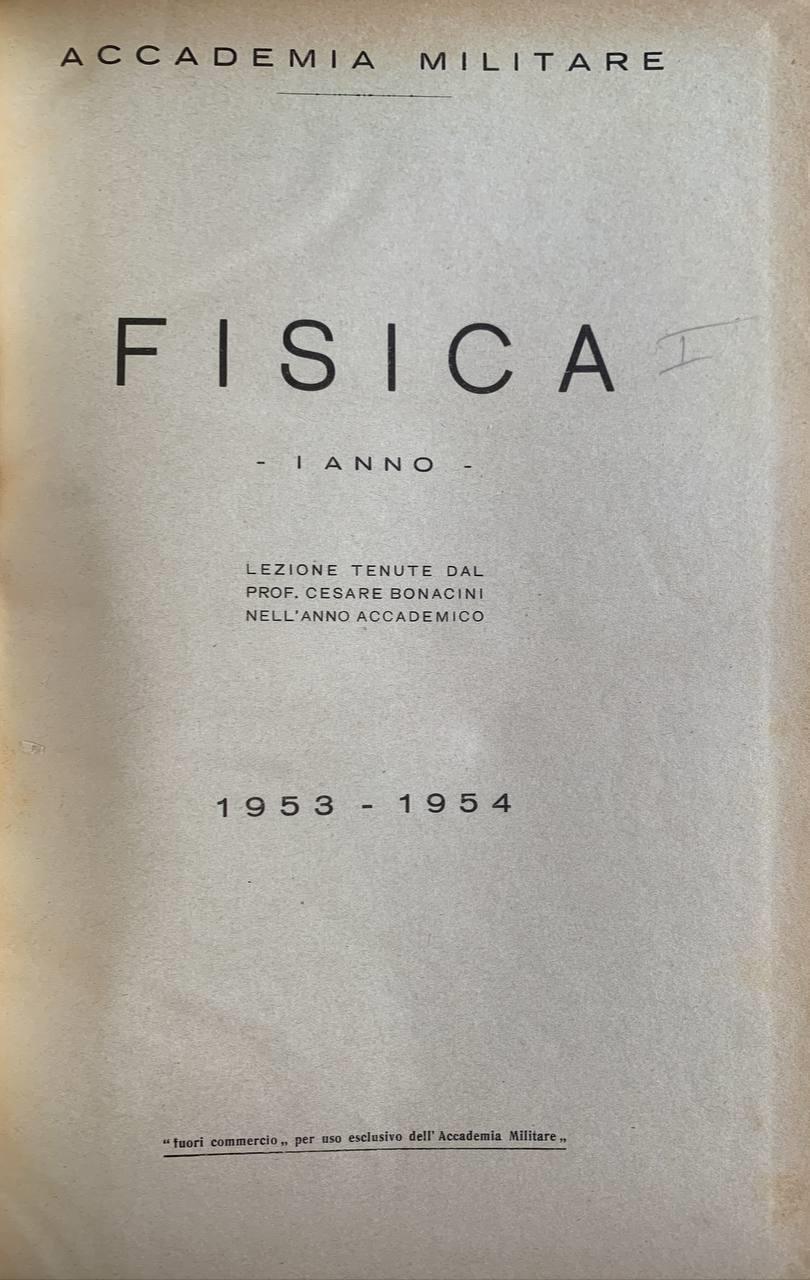 ACCADEMIA MILITARE
FISICA I
- I ANNO -
LEZIONE TENUTE DAL
PROF. CESARE BONACINI
NELL'ANNO ACCADEMICO
1953 - 1954
“fuori commercio„ per uso esclusivo dell'Accademia Militare„